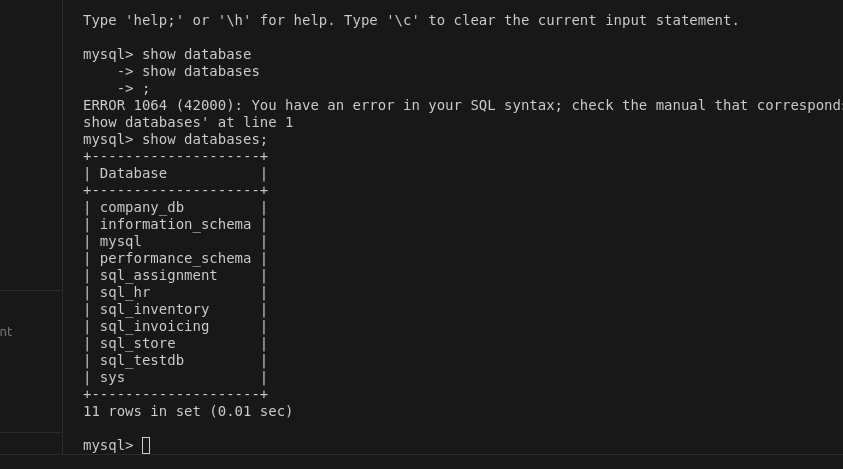 Type 'help;' or '\h' for help. Type '\c' to clear the current input statement.
mysql> show database
    -> show databases
    -> ;
ERROR 1064 (42000): You have an error in your SQL syntax; check the manual that corresponds
show databases' at line 1
mysql> show databases;
+--------------------+
| Database           |
+--------------------+
| company_db         |
| information_schema |
| mysql              |
| performance_schema |
| sql_assignment     |
| sql_hr             |
| sql_inventory      |
| sql_invoicing      |
| sql_store          |
| sql_testdb         |
| sys                |
+--------------------+
11 rows in set (0.01 sec)
mysql>
nt